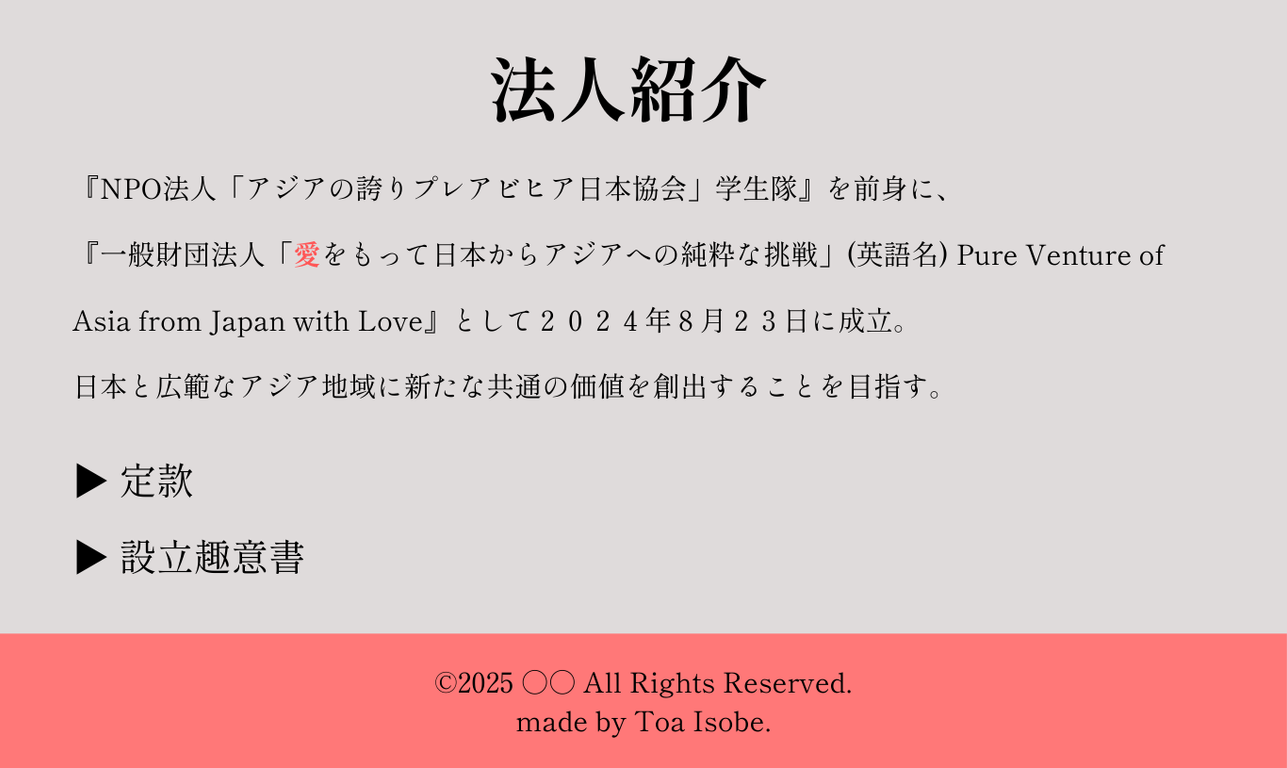 法人紹介
『NPO法人「アジアの誇りプレアビヒア日本協会」学生隊』を前身に、
『一般財団法人「愛をもって日本からアジアへの純粋な挑戦」(英語名) Pure Venture of
Asia from Japan with Love』として２０２４年８月２３日に成立。
日本と広範なアジア地域に新たな共通の価値を創出することを目指す。
▶ 定款
▶ 設立趣意書
©2025 〇〇 All Rights Reserved.
made by Toa Isobe.